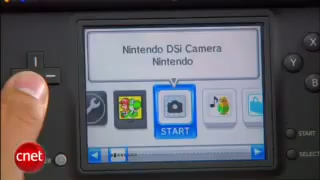 Nintendo DSi Camera
Nintendo
START
X
Y
B
START
SELECT
cnet